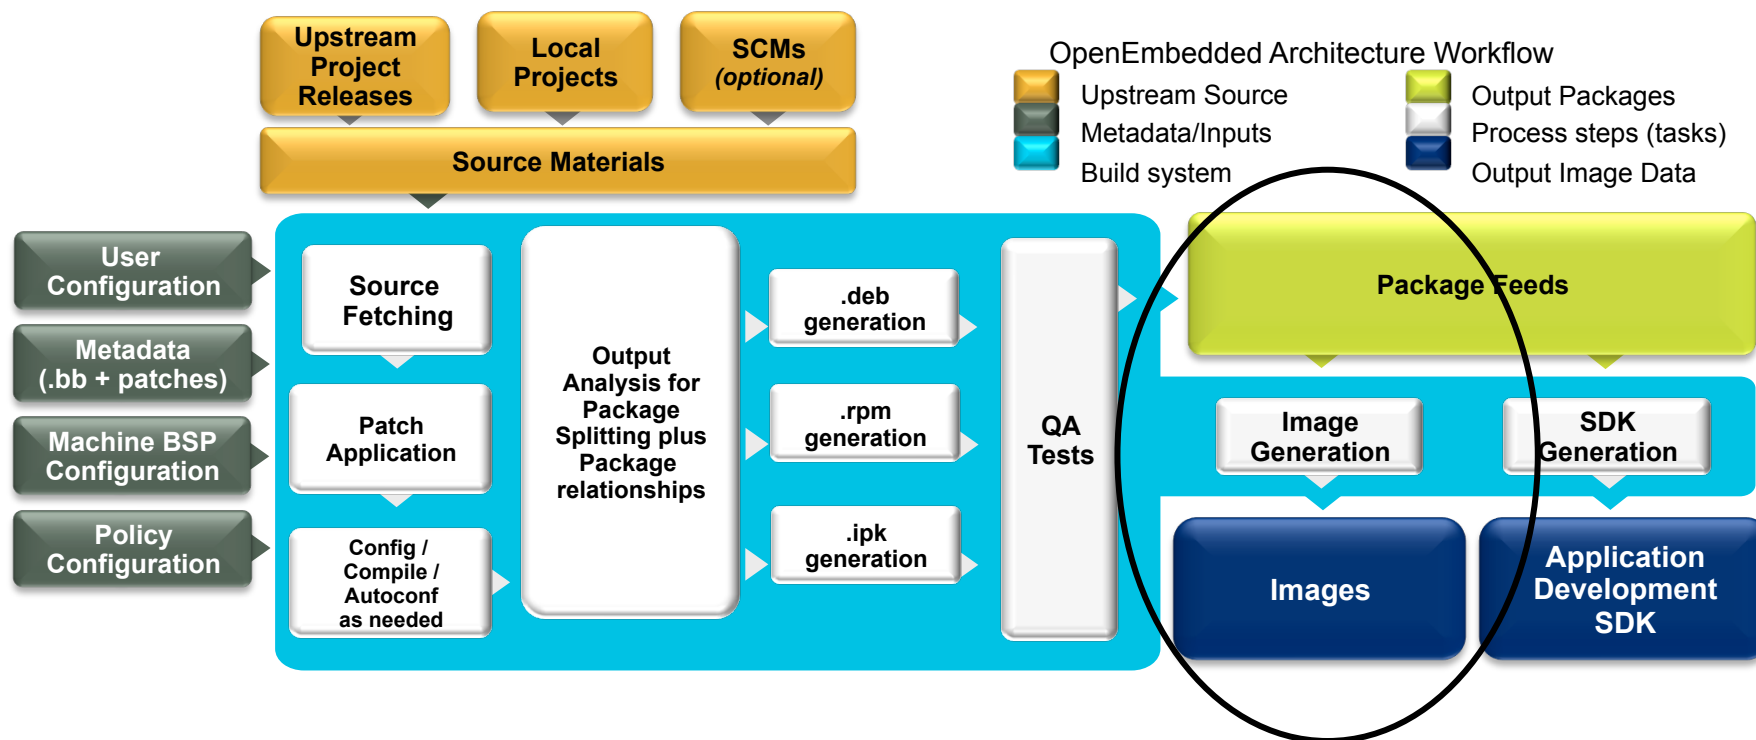 Upstream
Project
Releases
Local
Projects
SCMs
(optional)
Source Materials
OpenEmbedded Architecture Workflow
Upstream Source
Metadata/Inputs
Build system
Output Packages
Process steps (tasks)
Output Image Data
User
Configuration
Metadata
(.bb + patches)
Machine BSP
Configuration
Policy
Configuration
Source
Fetching
Patch
Application
Config /
Compile /
Autoconf
as needed
Output
Analysis for
Package
Splitting plus
Package
relationships
.deb
generation
.rpm
generation
.ipk
generation
QA
Tests
Package Feeds
Image
Generation
SDK
Generation
Images
Application
Development
SDK